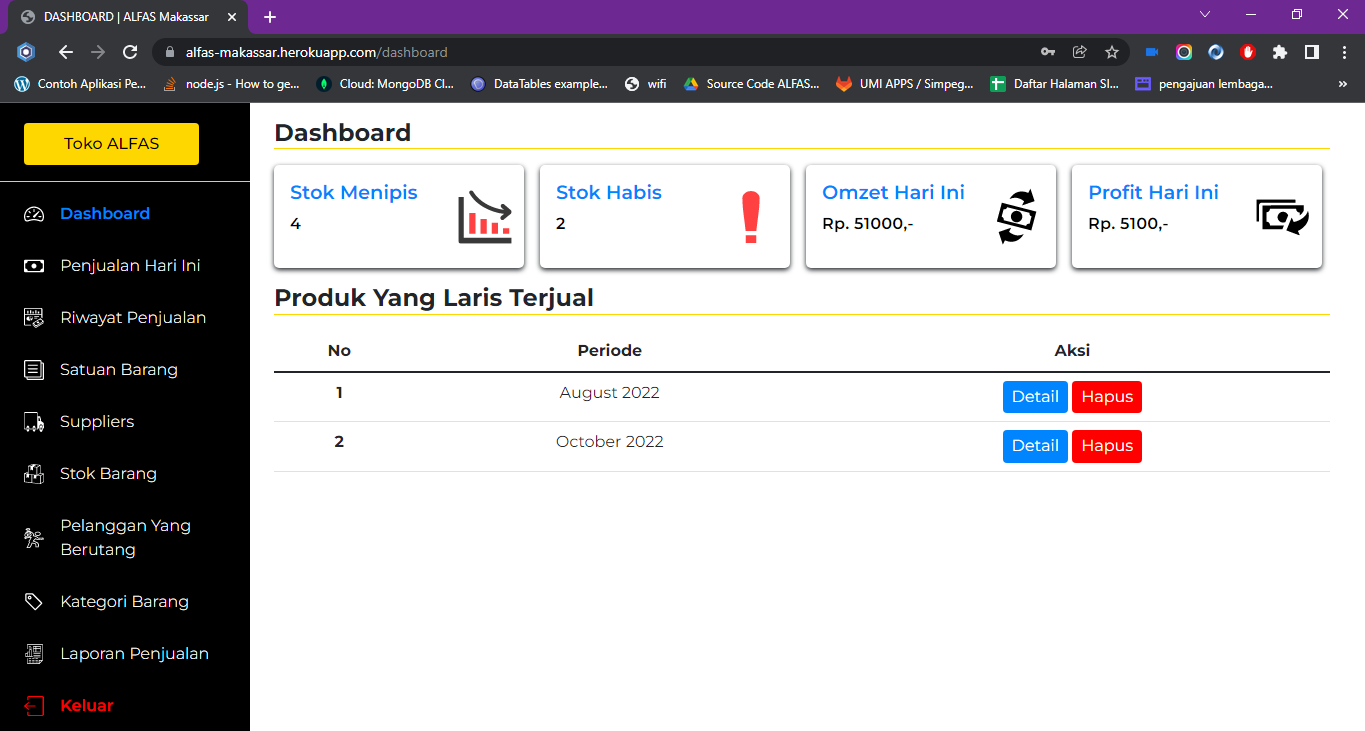 DASHBOARD | ALFAS Makassar
alfas-makassar.herokuapp.com/dashboard
Contoh Aplikasi Pe...
node.js - How to ge...
Cloud: MongoDB Cl...
DataTables example...
wifi
Source Code ALFAS...
UMI APPS / Simpeg...
Daftar Halaman SI...
pengajuan lembaga...
Toko ALFAS
Dashboard
Penjualan Hari Ini
Riwayat Penjualan
Satuan Barang
Suppliers
Stok Barang
Pelanggan Yang
Berutang
Kategori Barang
Laporan Penjualan
Keluar
Dashboard
Stok Menipis
4
Stok Habis
2
Omzet Hari Ini
Rp. 51000,-
Profit Hari Ini
Rp. 5100,-
Produk Yang Laris Terjual
No Periode Aksi
1 August 2022 Detail Hapus
2 October 2022 Detail Hapus